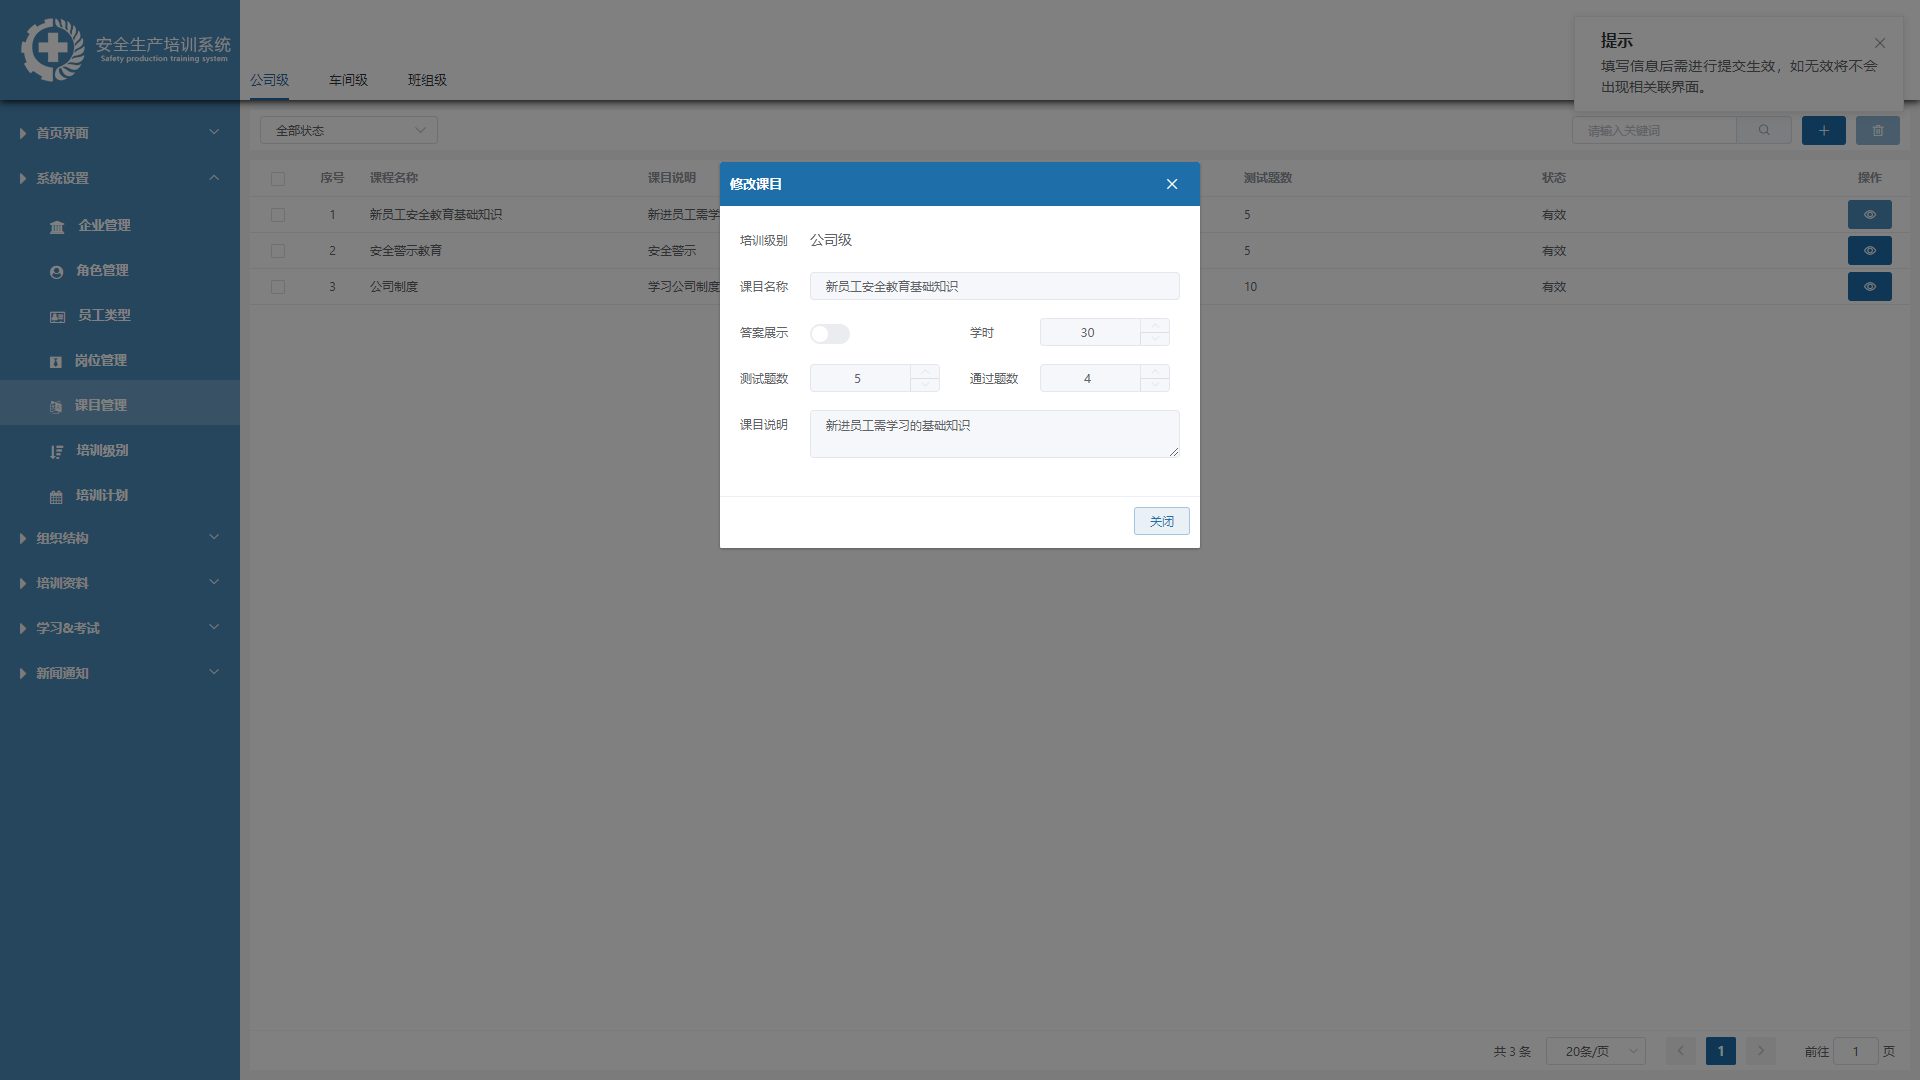 安全生产培训系统
Safety production training system
公司级
车间级
班组级
提示
填写信息后需进行提交生效，如无效将不会
出现相关联界面。
首页界面
系统设置
企业管理
角色管理
员工类型
岗位管理
课目管理
培训级别
培训计划
组织结构
培训资料
学习&考试
新闻通知
全部状态
请输入关键词
序号 课程名称 课目说明 测试题数 状态 操作
1 新员工安全教育基础知识 新进员工需学 5 有效
2 安全警示教育 安全警示 5 有效
3 公司制度 学习公司制度 10 有效
修改课目
培训级别 公司级
课目名称 新员工安全教育基础知识
答案展示 学时 30
测试题数 5 通过题数 4
课目说明 新进员工需学习的基础知识
关闭
共 3 条 20条/页 1 前往 1 页